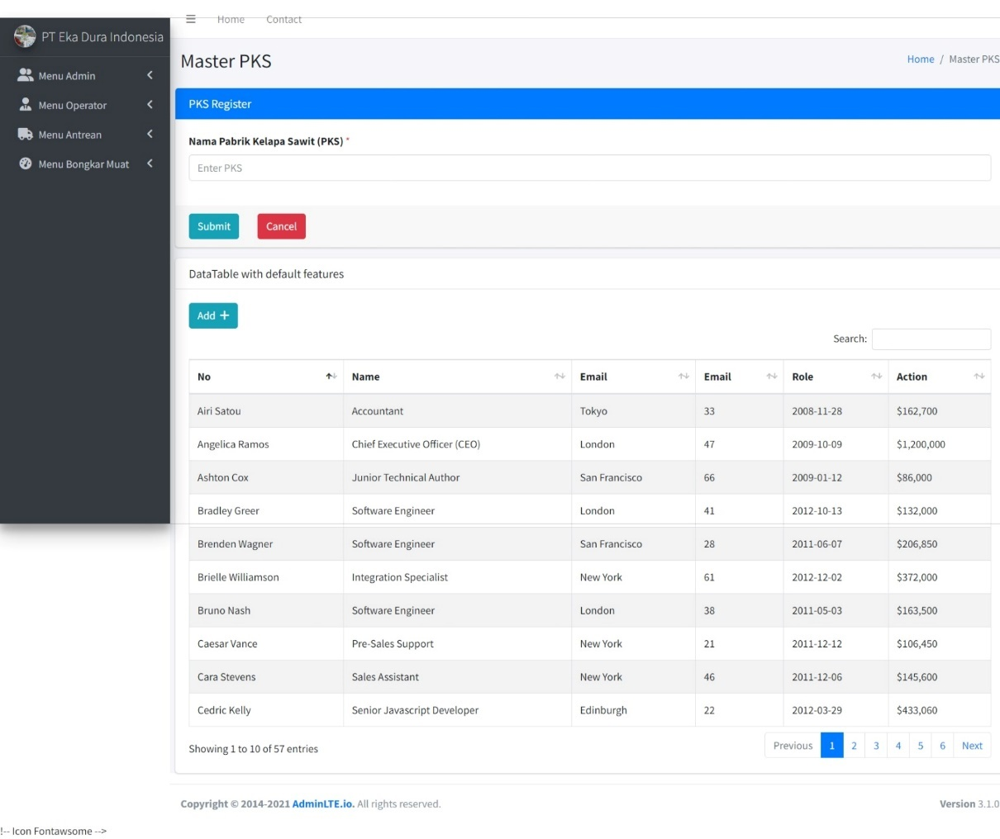 Home Contact
PT Eka Dura Indonesia
Menu Admin
Menu Operator
Menu Antrean
Menu Bongkar Muat
Master PKS
Home / Master PKS
PKS Register
Nama Pabrik Kelapa Sawit (PKS) *
Enter PKS
Submit Cancel
DataTable with default features
Add +
Search:
No Name Email Email Role Action
Airi Satou Accountant Tokyo 33 2008-11-28 $162,700
Angelica Ramos Chief Executive Officer (CEO) London 47 2009-10-09 $1,200,000
Ashton Cox Junior Technical Author San Francisco 66 2009-01-12 $86,000
Bradley Greer Software Engineer London 41 2012-10-13 $132,000
Brenden Wagner Software Engineer San Francisco 28 2011-06-07 $206,850
Brielle Williamson Integration Specialist New York 61 2012-12-02 $372,000
Bruno Nash Software Engineer London 38 2011-05-03 $163,500
Caesar Vance Pre-Sales Support New York 21 2011-12-12 $106,450
Cara Stevens Sales Assistant New York 46 2011-12-06 $145,600
Cedric Kelly Senior Javascript Developer Edinburgh 22 2012-03-29 $433,060
Showing 1 to 10 of 57 entries
Previous 1 2 3 4 5 6 Next
Copyright © 2014-2021 AdminLTE.io. All rights reserved.
Version 3.1.0
!-- Icon Fontawsome -->